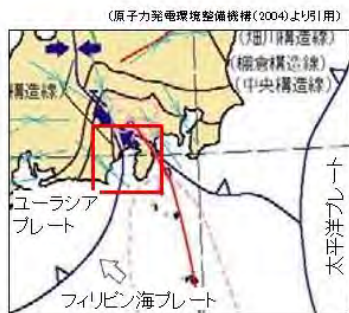 (原子力発電環境整備機構(2004)より引用)
(畑川構造線)
(棚倉構造線)
(中央構造線)
構造線)
ユーラシア
プレート
太平洋プレート
フィリピン海プレート